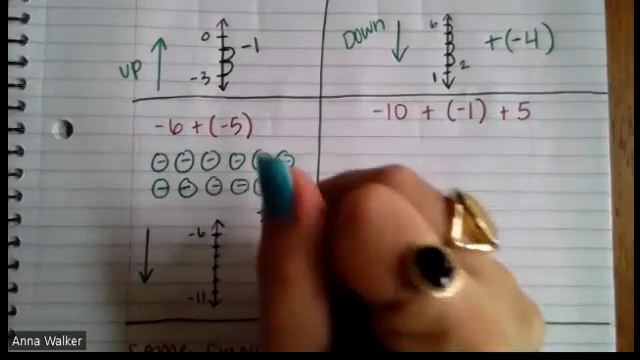 0
-1
UP
-3
DOWN
6
+(-4)
2
1
-6 + (-5)
-10 + (-1) + 5
-6
-11
Anna Walker